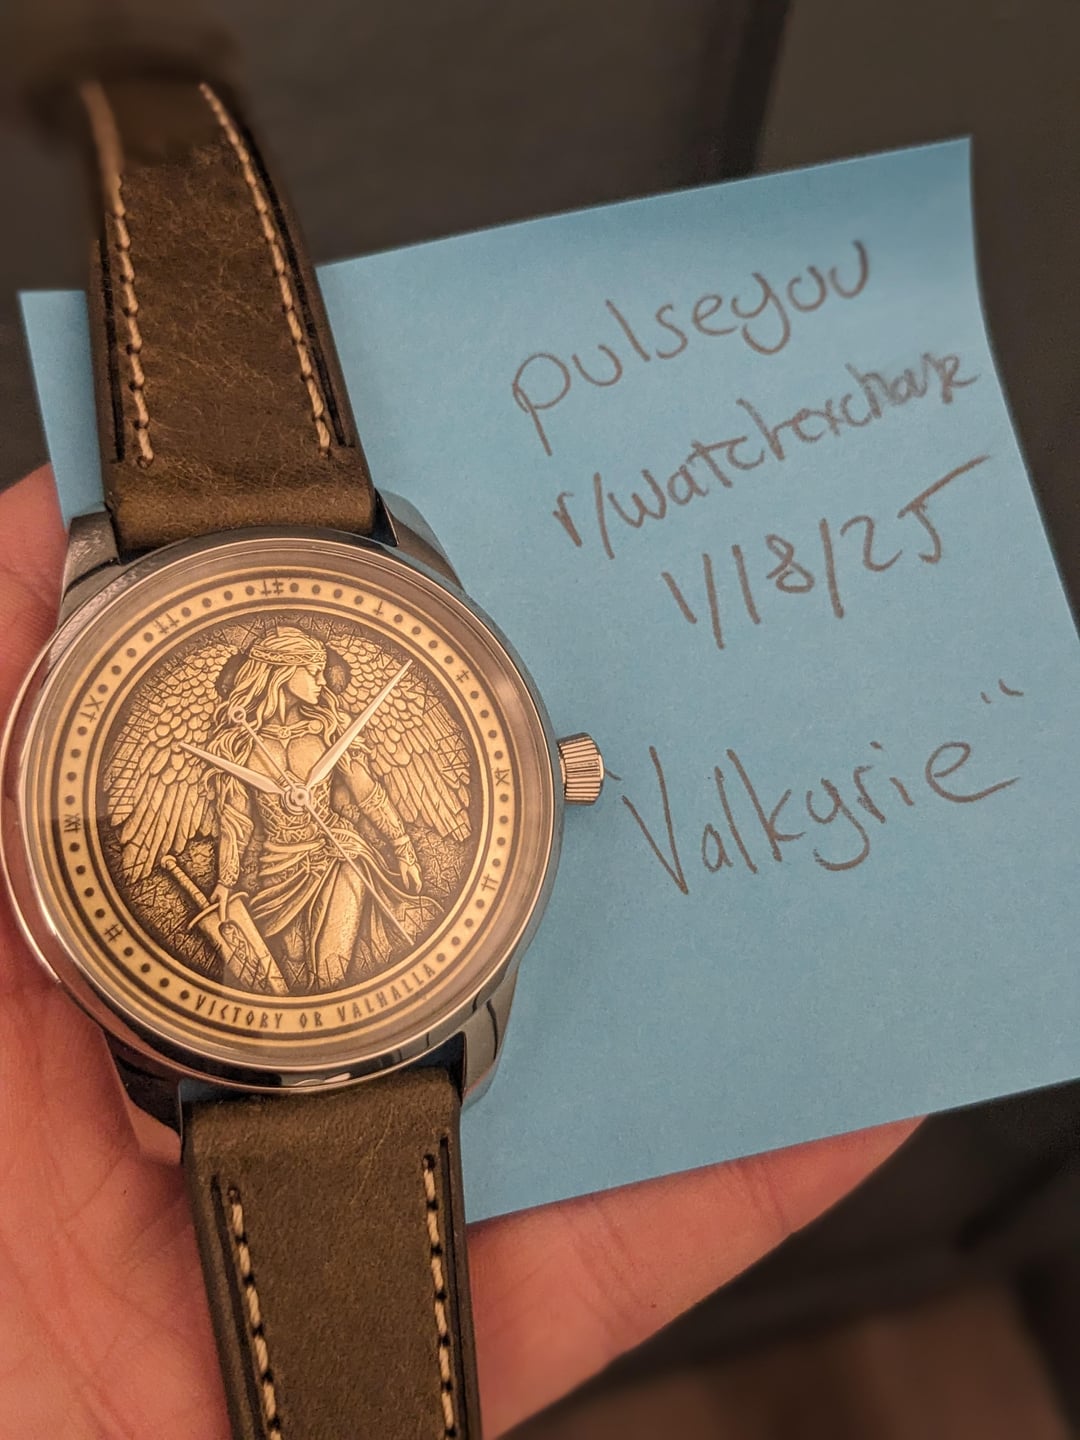 pulseyou
r/watchexchange
1/18/25
"Valkyrie"
VICTORY OR VALHALLA